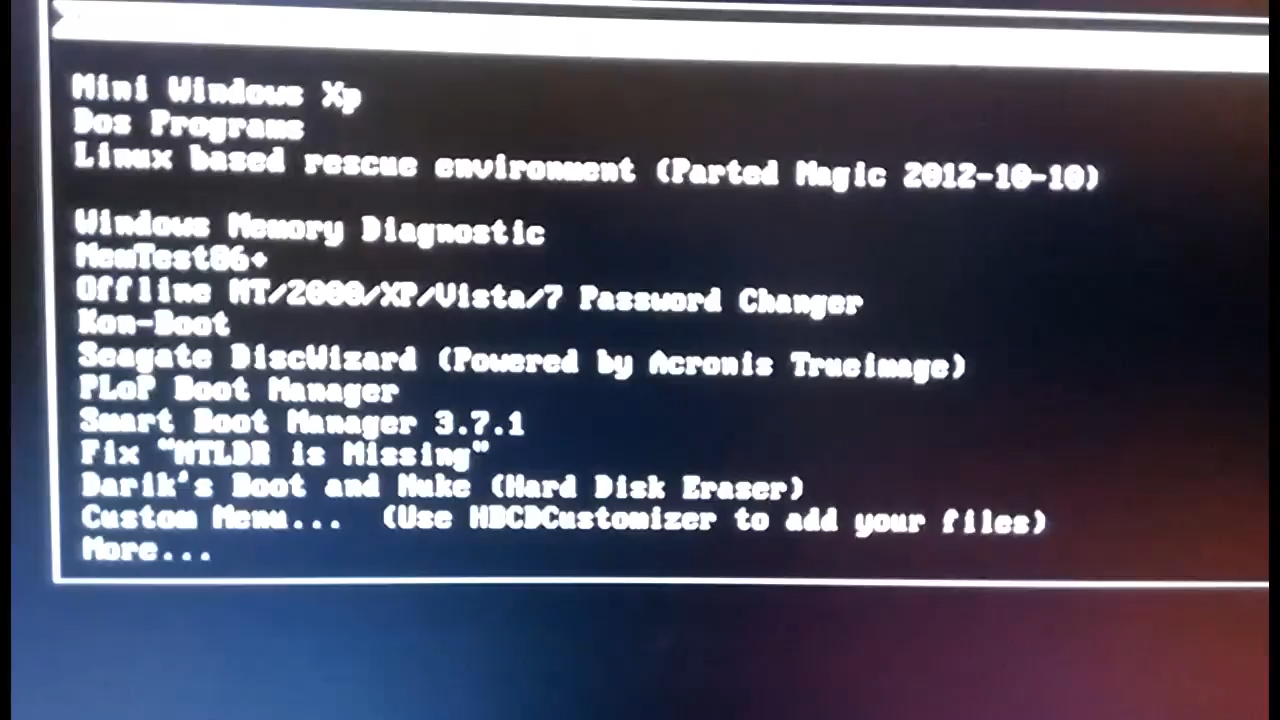 Mini Windows Xp
Dos Programs
Linux based rescue environment (Parted Magic 2012-10-10)
Windows Memory Diagnostic
MemTest86+
Offline NT/2000/XP/Vista/7 Password Changer
Kon-Boot
Seagate DiscWizard (Powered by Acronis Trueimage)
PLoP Boot Manager
Smart Boot Manager 3.7.1
Fix "NTLDR is Missing"
Darik's Boot and Nuke (Hard Disk Eraser)
Custom Menu... (Use HBCDCustomizer to add your files)
More...